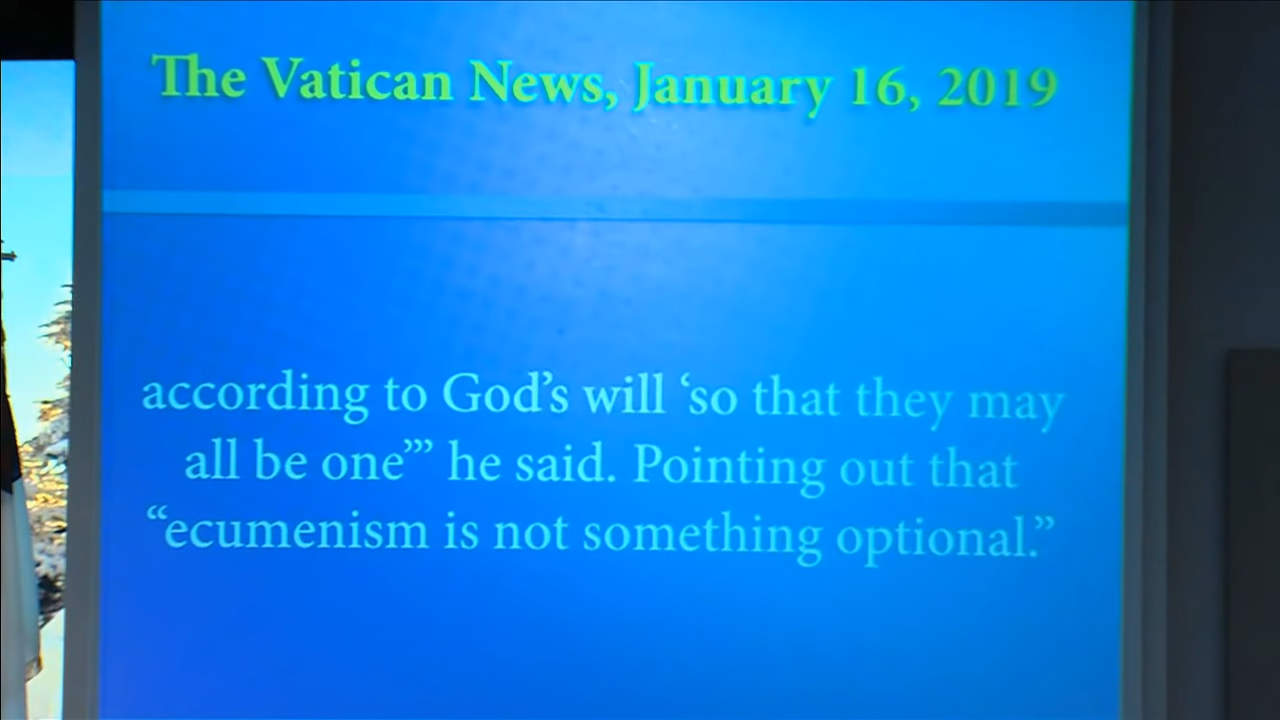 The Vatican News, January 16, 2019
according to God’s will ‘so that they may
all be one’” he said. Pointing out that
“ecumenism is not something optional.”